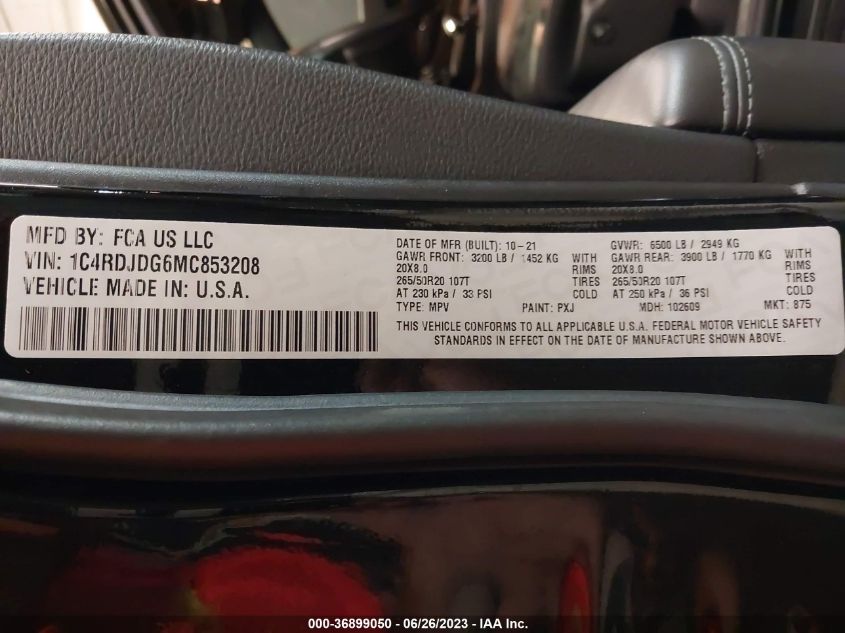 MFD BY: FCA US LLC
VIN: 1C4RDJDG6MC853208
VEHICLE MADE IN: U.S.A.
DATE OF MFR (BUILT): 10-21 GVWR: 6500 LB / 2949 KG
GAWR FRONT: 3200 LB / 1452 KG WITH GAWR REAR: 3900 LB / 1770 KG WITH
20X8.0 TIRES 20X8.0 TIRES
265/50R20 107T 265/50R20 107T
AT 230 kPa / 33 PSI COLD AT 250 kPa / 36 PSI COLD
TYPE: MPV PAINT: PXJ MDH: 102609 MKT: 875
THIS VEHICLE CONFORMS TO ALL APPLICABLE U.S.A. FEDERAL MOTOR VEHICLE SAFETY
STANDARDS IN EFFECT ON THE DATE OF MANUFACTURE SHOWN ABOVE.
000-36899050 / 06/26/2023 - IAA Inc.